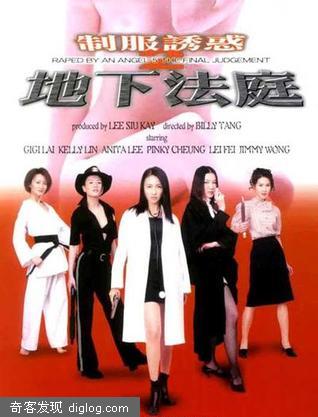 制服誘惑
RAPED BY AN ANGEL 5 THE FINAL JUDGEMENT
地下法庭
produced by LEE SIU KAY directed by BILLY TANG
starring
GIGI LAI KELLY LIN ANITA LEE PINKY CHEUNG LEI FEI JIMMY WONG
奇客发现 diglog.com